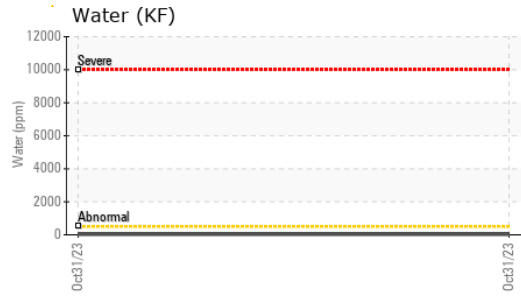 Water (KF)
12000
10000
8000
6000
4000
2000
0
Water (ppm)
Severe
Abnormal
Oct31/23
Oct31/23